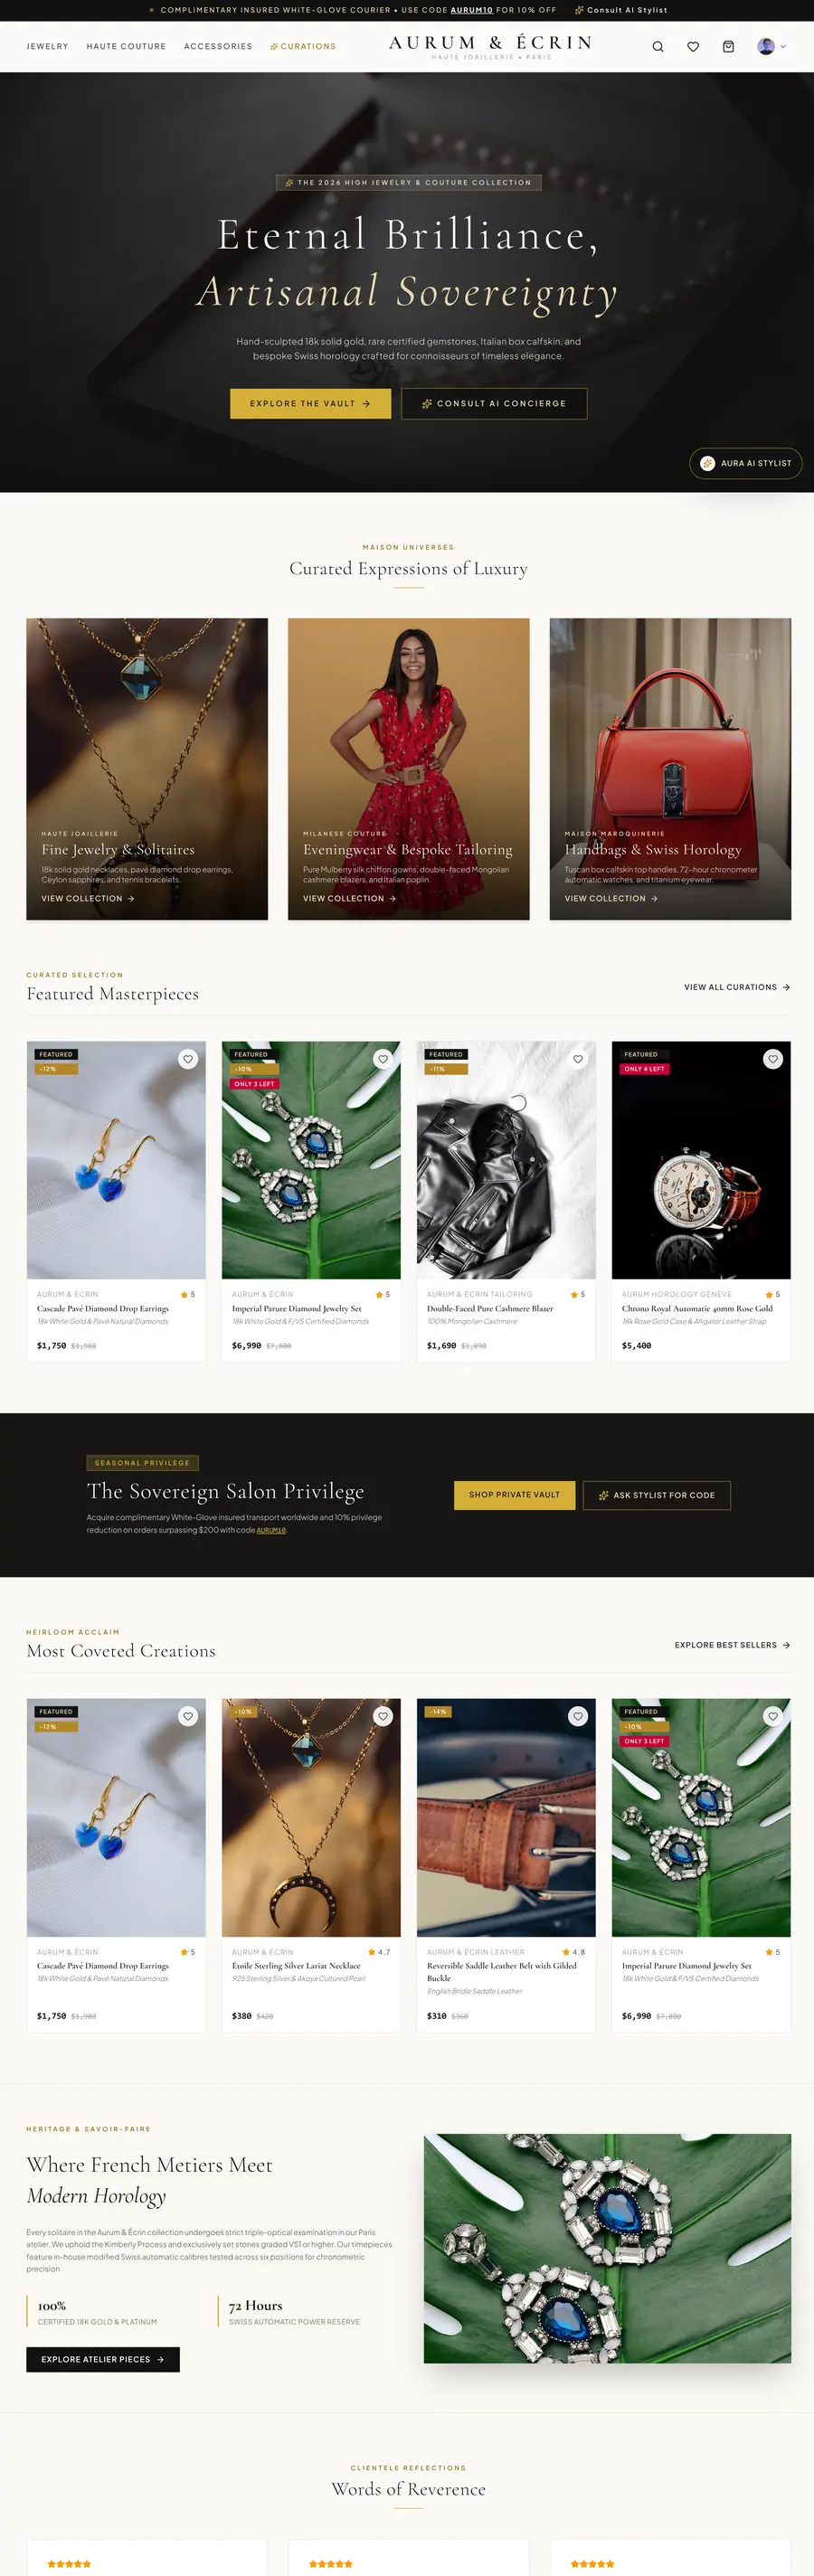 COMPLIMENTARY INSURED WHITE-GLOVE COURIER • USE CODE AURUM10 FOR 10% OFF
Consult AI Stylist
JEWELRY
HAUTE COUTURE
ACCESSORIES
CURATIONS
AURUM & ÉCRIN
HAUTE JOAILLERIE • PARIS
THE 2026 HIGH JEWELRY & COUTURE COLLECTION
Eternal Brilliance,
Artisanal Sovereignty
Hand-sculpted 18k solid gold, rare certified gemstones, Italian box calfskin, and
bespoke Swiss horology crafted for connoisseurs of timeless elegance.
EXPLORE THE VAULT
CONSULT AI CONCIERGE
AURA AI STYLIST
MAISON UNIVERSES
Curated Expressions of Luxury
HAUTE JOAILLERIE
Fine Jewelry & Solitaires
18k solid gold necklaces, pavé diamond drop earrings,
Ceylon sapphires, and tennis bracelets.
VIEW COLLECTION
MILANESE COUTURE
Eveningwear & Bespoke Tailoring
Pure Mulberry silk chiffon gowns, double-faced Mongolian
cashmere blazers, and Italian poplin.
VIEW COLLECTION
MAISON MAROQUINERIE
Handbags & Swiss Horology
Tuscan box calfskin top handles, 72-hour chronometer
automatic watches, and titanium eyewear.
VIEW COLLECTION
CURATED SELECTION
Featured Masterpieces
VIEW ALL CURATIONS
FEATURED
-12%
AURUM & ÉCRIN
5
Cascade Pavé Diamond Drop Earrings
18k White Gold & Pavé Natural Diamonds
$1,750 $1,980
FEATURED
-10%
ONLY 3 LEFT
AURUM & ÉCRIN
5
Imperial Parure Diamond Jewelry Set
18k White Gold & F/VS Certified Diamonds
$6,990 $7,800
FEATURED
-11%
AURUM & ÉCRIN TAILORING
5
Double-Faced Pure Cashmere Blazer
100% Mongolian Cashmere
$1,690 $1,890
FEATURED
ONLY 4 LEFT
AURUM HOROLOGY GENÈVE
5
Chrono Royal Automatic 40mm Rose Gold
18k Rose Gold Case & Alligator Leather Strap
$5,400
SEASONAL PRIVILEGE
The Sovereign Salon Privilege
Acquire complimentary White-Glove insured transport worldwide and 10% privilege
reduction on orders surpassing $200 with code AURUM10.
SHOP PRIVATE VAULT
ASK STYLIST FOR CODE
HEIRLOOM ACCLAIM
Most Coveted Creations
EXPLORE BEST SELLERS
FEATURED
-12%
AURUM & ÉCRIN
5
Cascade Pavé Diamond Drop Earrings
18k White Gold & Pavé Natural Diamonds
$1,750 $1,980
-10%
AURUM & ÉCRIN
4.7
Étoile Sterling Silver Lariat Necklace
925 Sterling Silver & Akoya Cultured Pearl
$380 $420
-14%
AURUM & ÉCRIN LEATHER
4.8
Reversible Saddle Leather Belt with Gilded
Buckle
English Bridle Saddle Leather
$310 $360
FEATURED
-10%
ONLY 3 LEFT
AURUM & ÉCRIN
5
Imperial Parure Diamond Jewelry Set
18k White Gold & F/VS Certified Diamonds
$6,990 $7,800
HERITAGE & SAVOIR-FAIRE
Where French Metiers Meet
Modern Horology
Every solitaire in the Aurum & Écrin collection undergoes strict triple-optical examination in our Paris
atelier. We uphold the Kimberly Process and exclusively set stones graded VS1 or higher. Our timepieces
feature in-house modified Swiss automatic calibres tested across six positions for chronometric
precision.
100%
CERTIFIED 18K GOLD & PLATINUM
72 Hours
SWISS AUTOMATIC POWER RESERVE
EXPLORE ATELIER PIECES
CLIENTELE REFLECTIONS
Words of Reverence